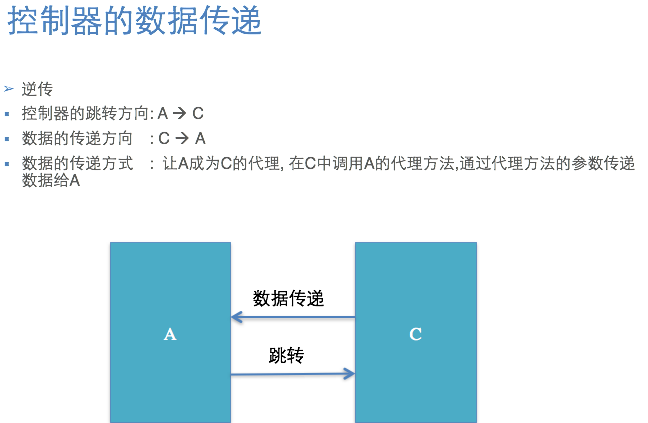 控制器的数据传递
➢ 逆传
▪ 控制器的跳转方向: A → C
▪ 数据的传递方向 : C → A
▪ 数据的传递方式 : 让A成为C的代理, 在C中调用A的代理方法,通过代理方法的参数传递
数据给A
数据传递
A
C
跳转